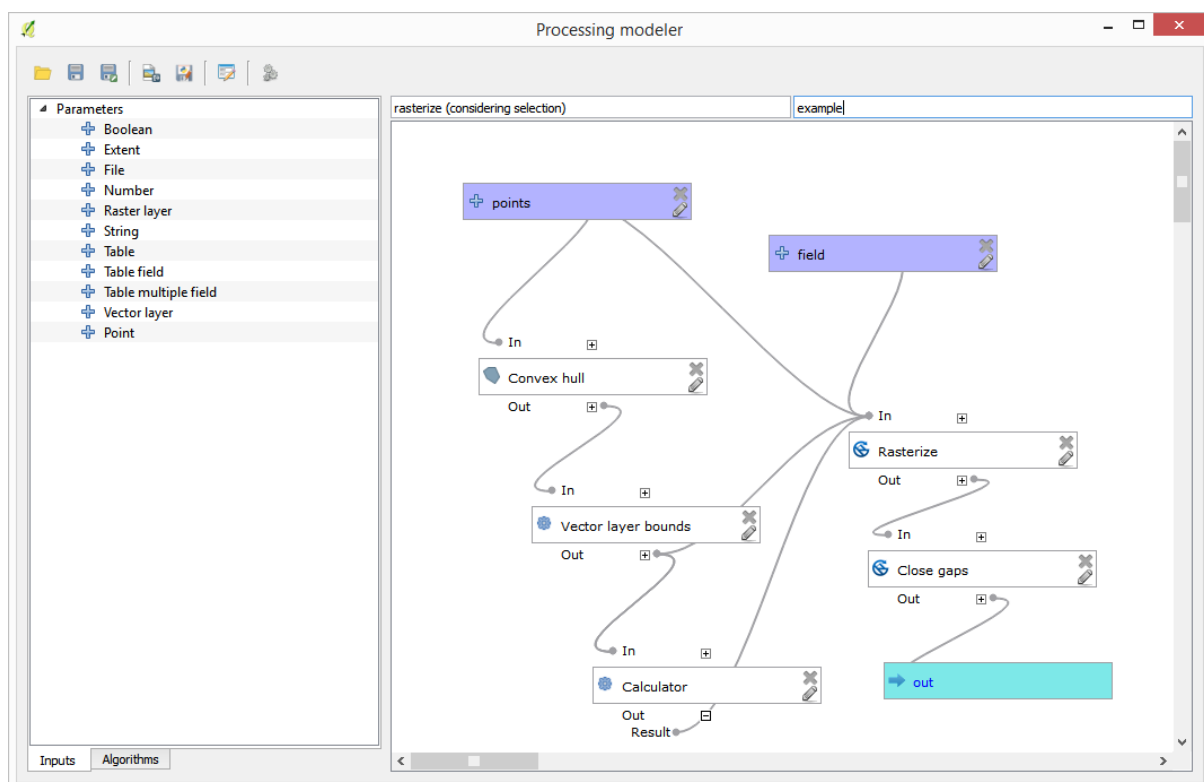 Processing modeler
Parameters
Boolean
Extent
File
Number
Raster layer
String
Table
Table field
Table multiple field
Vector layer
Point
Inputs
Algorithms
rasterize (considering selection)
example
points
field
In
Convex hull
Out
In
Rasterize
Out
In
Vector layer bounds
Out
In
Close gaps
Out
In
Calculator
Out
Result
out